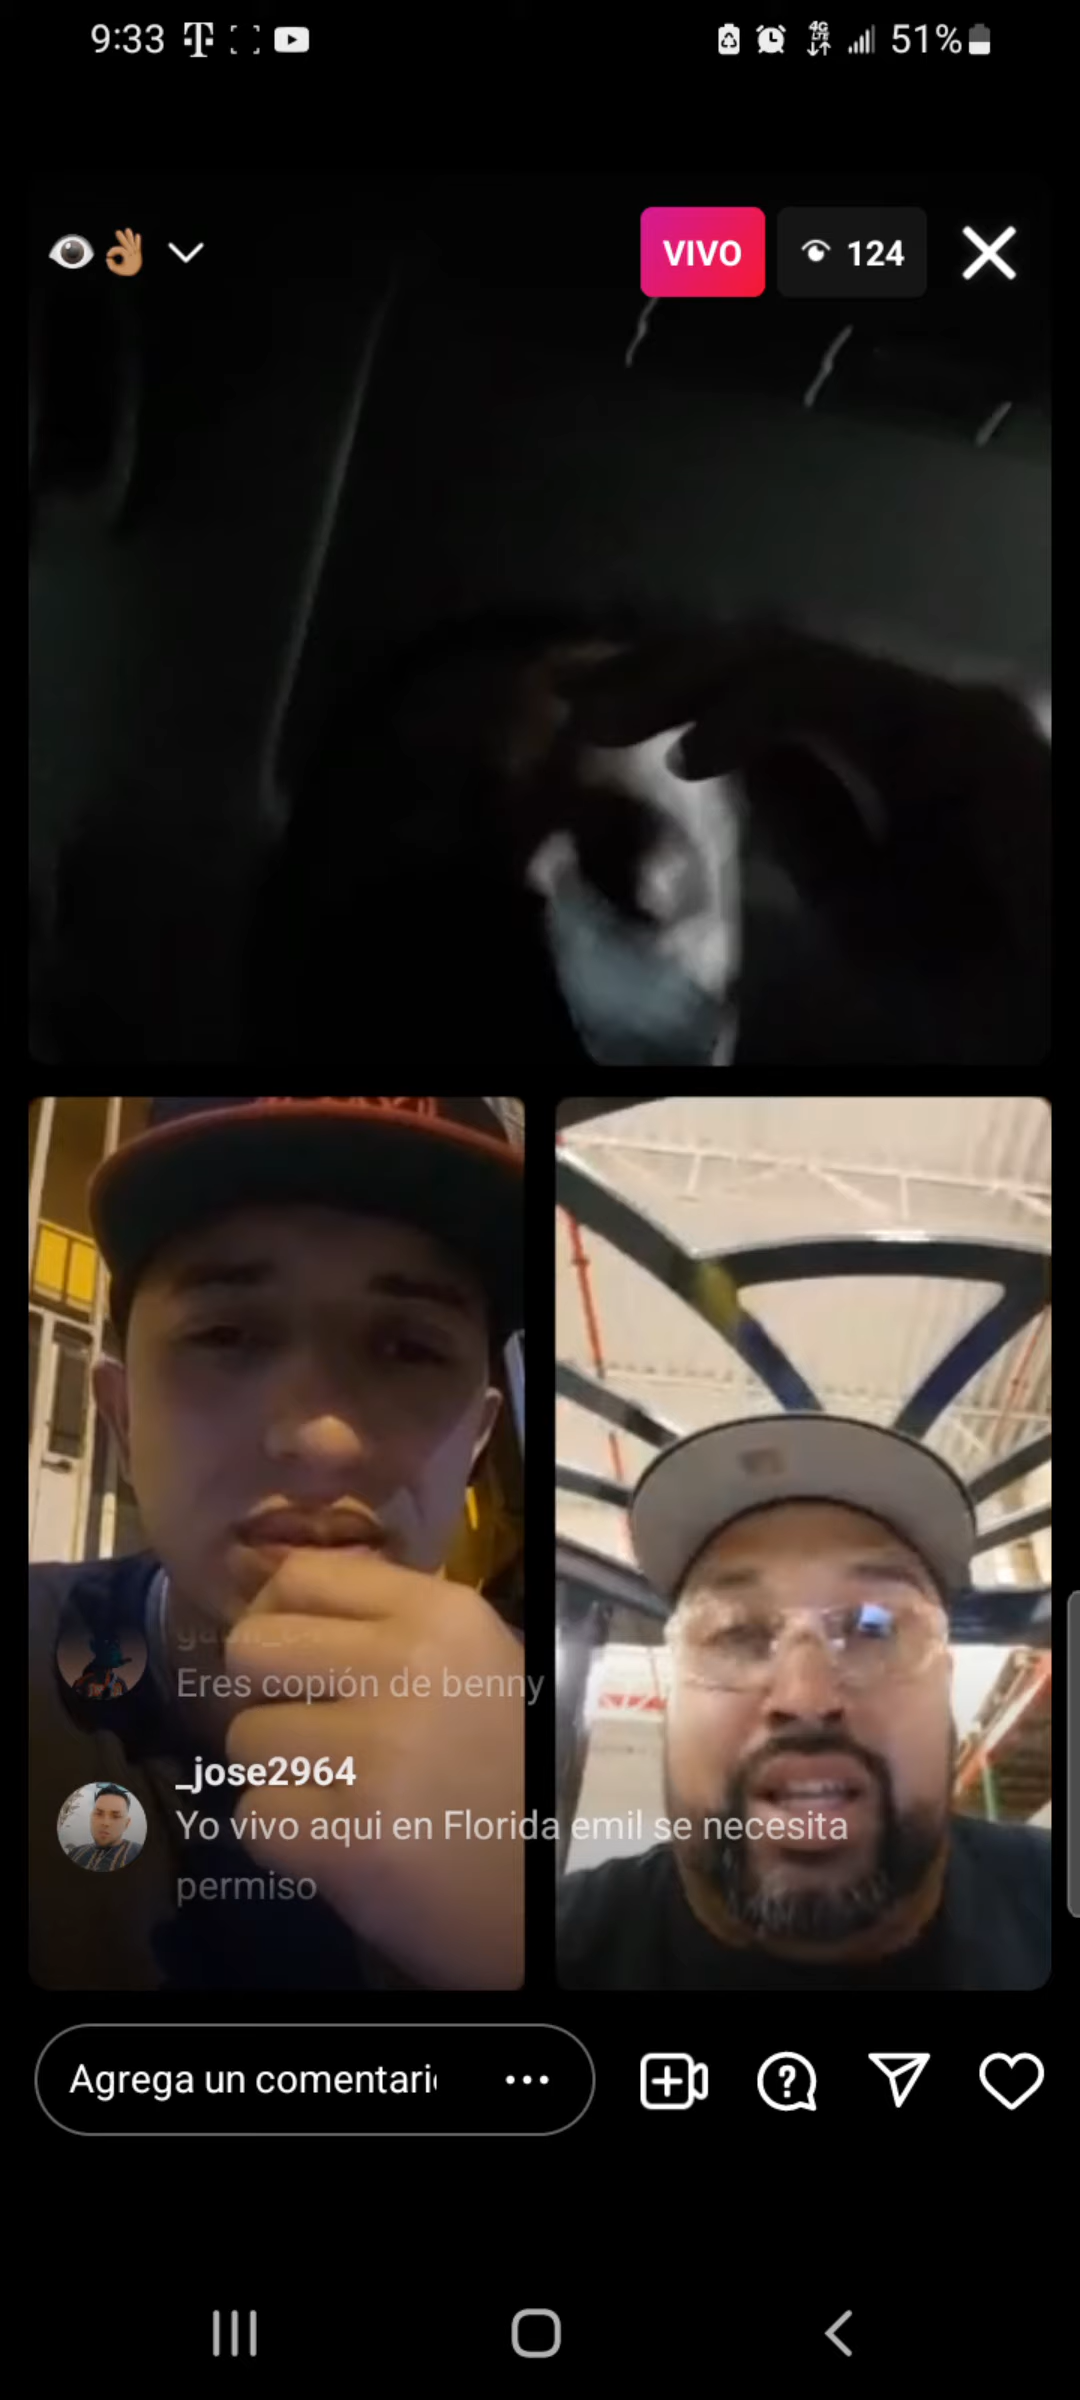 9:33
51%
VIVO
124
Eres copión de benny
_jose2964
Yo vivo aqui en Florida emil se necesita
permiso
Agrega un comentari